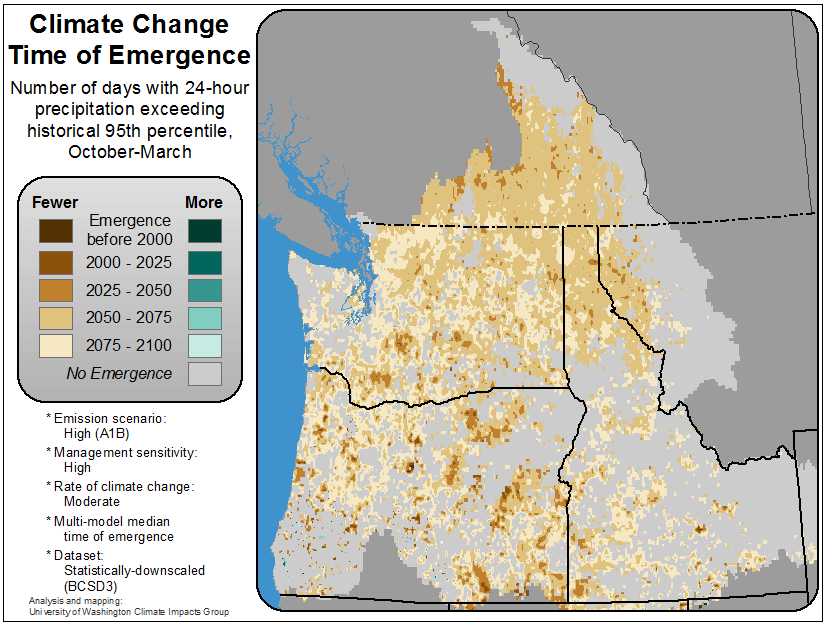 Climate Change
Time of Emergence
Number of days with 24-hour
precipitation exceeding
historical 95th percentile,
October-March
Fewer More
Emergence
before 2000
2000 - 2025
2025 - 2050
2050 - 2075
2075 - 2100
No Emergence
* Emission scenario:
High (A1B)
* Management sensitivity:
High
* Rate of climate change:
Moderate
* Multi-model median
time of emergence
* Dataset:
Statistically-downscaled
(BCSD3)
Analysis and mapping:
University of Washington Climate Impacts Group